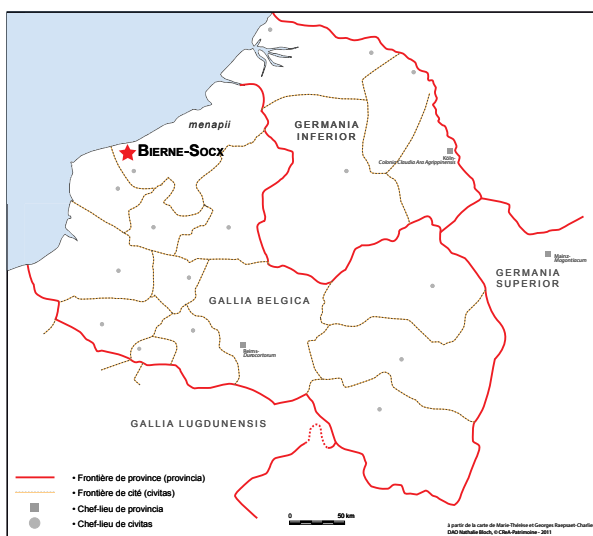 GERMANIA
INFERIOR
menapii
BIERNE-SOCX
Köln-
Colonia Claudia Ara Agrippinensis
Mainz-
Mogontiacum
GERMANIA
SUPERIOR
GALLIA BELGICA
Reims-
Durocortorum
GALLIA LUGDUNENSIS
• Frontière de province (provincia)
• Frontière de cité (civitas)
• Chef-lieu de provincia
• Chef-lieu de civitas
0 50 km
à partir de la carte de Marie-Thérèse et Georges Raepsaet-Charlier
DAO Nathalie Bloch, © CReA-Patrimoine - 2011